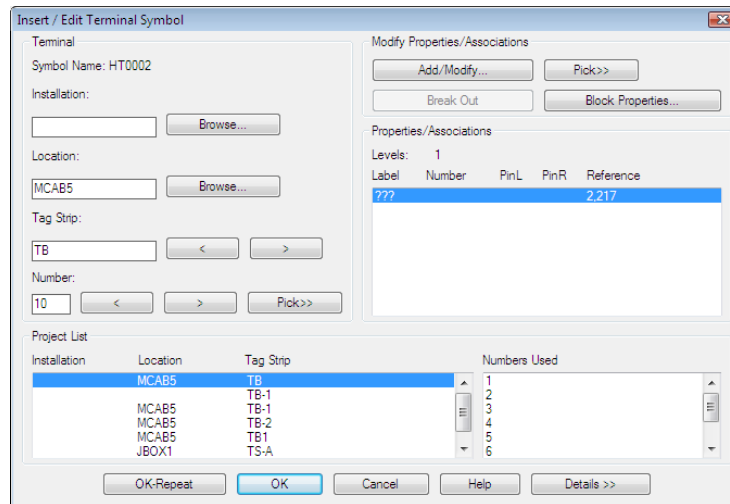 Insert / Edit Terminal Symbol
Terminal
Symbol Name: HT0002
Installation:
Browse...
Location:
MCAB5
Browse...
Tag Strip:
TB
<
>
Number:
10
<
>
Pick>>
Modify Properties/Associations
Add/Modify...
Pick>>
Break Out
Block Properties...
Properties/Associations
Levels: 1
Label Number PinL PinR Reference
??? 2,217
Project List
Installation Location Tag Strip
MCAB5 TB
TB-1
MCAB5 TB-1
MCAB5 TB-2
MCAB5 TB1
JBOX1 TS-A
Numbers Used
1
2
3
4
5
6
OK-Repeat
OK
Cancel
Help
Details >>